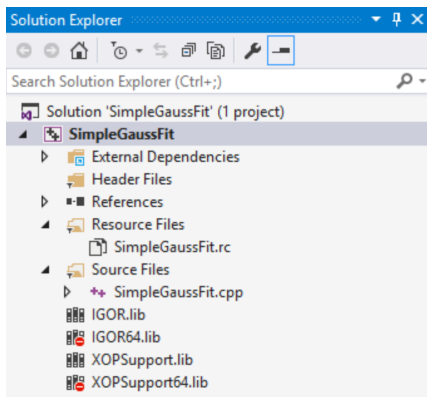 Solution Explorer
Search Solution Explorer (Ctrl+;)
Solution 'SimpleGaussFit' (1 project)
SimpleGaussFit
External Dependencies
Header Files
References
Resource Files
SimpleGaussFit.rc
Source Files
SimpleGaussFit.cpp
IGOR.lib
IGOR64.lib
XOPSupport.lib
XOPSupport64.lib